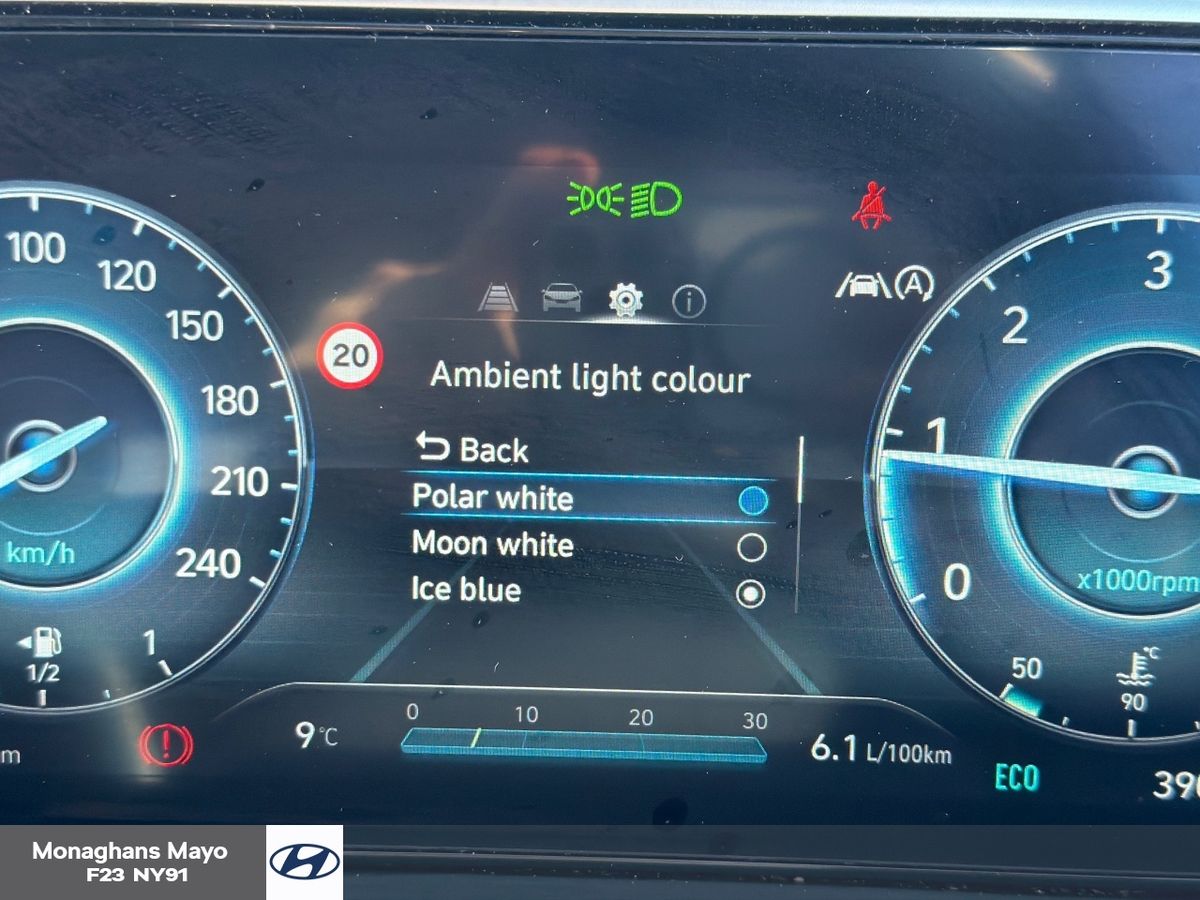 100
120
150
180
210
240
km/h
1/2
1
20
A
i
Ambient light colour
Back
Polar white
Moon white
Ice blue
3
2
1
0
x1000rpm
50
°C
90
9 °C
0 10 20 30
6.1 L/100km
ECO
Monaghans Mayo
F23 NY91